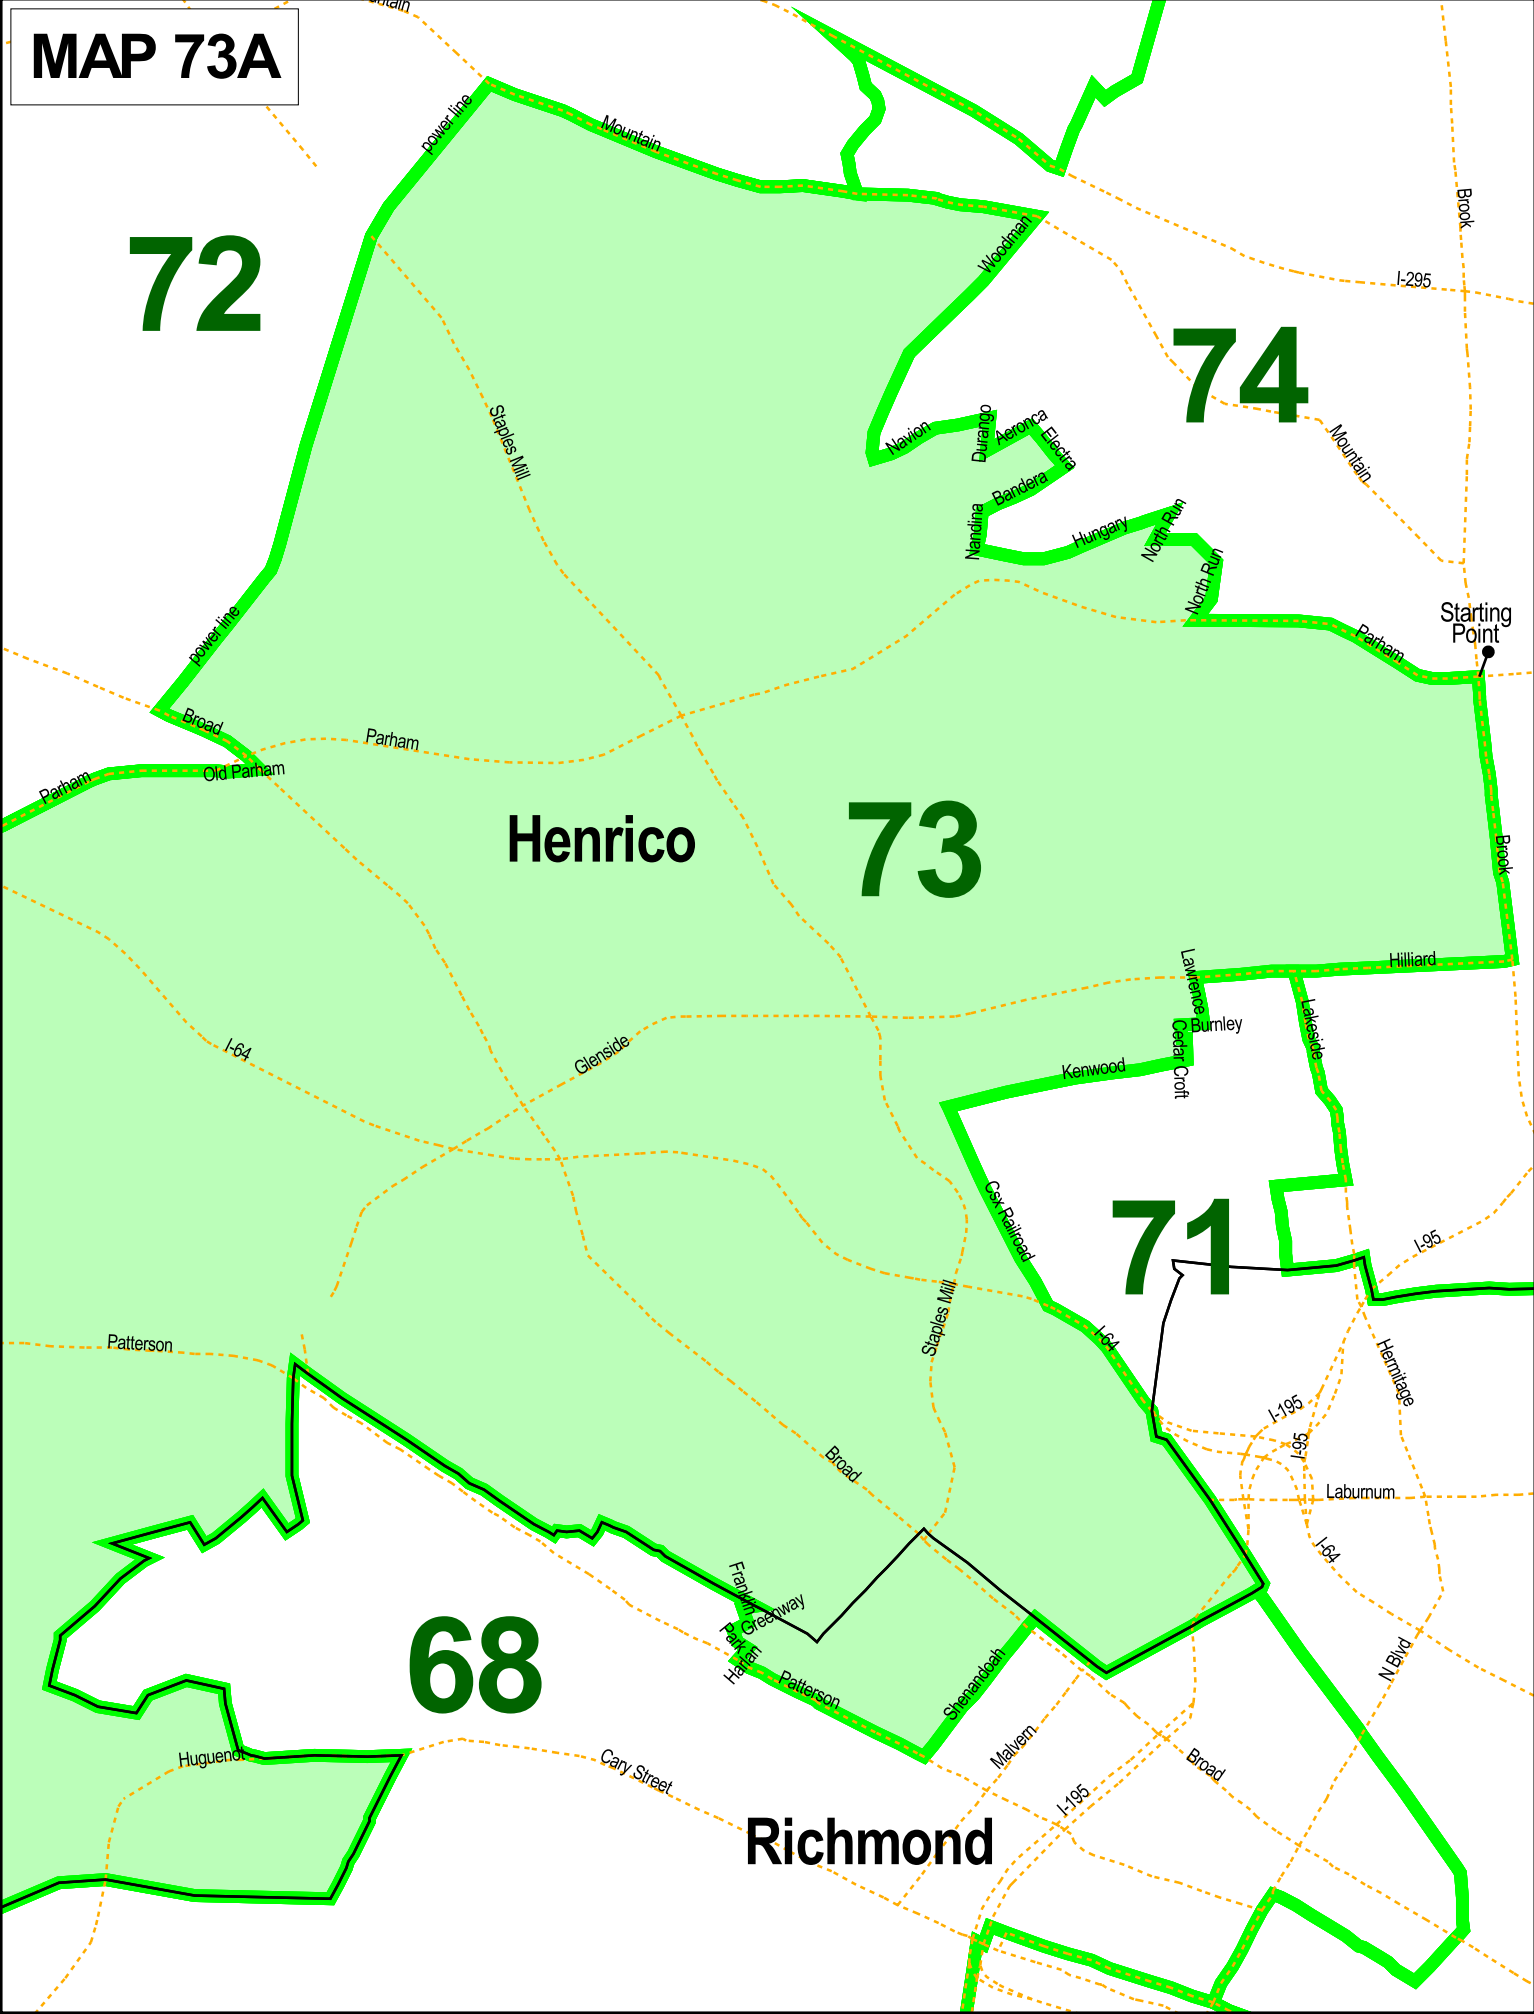 MAP 73A
ntain
power line
Mountain
Woodman
Brook
I-295
72
74
Staples Mill
Navion
Durango
Aeronca
Electra
Mountain
Bandera
Nandina
Hungary
North Run
North Run
power line
Starting
Point
Parham
Broad
Parham
Old Parham
Parham
Henrico
73
Brook
Hilliard
Lawrence
Burnley
Lakeside
Cedar Croft
Kenwood
I-64
Glenside
Csx Railroad
71
I-95
Staples Mill
Patterson
I-64
Hermitage
I-195
I-95
Broad
Laburnum
I-64
Franklin
Greenway
Park
Harlan
68
Patterson
Shenandoah
N Blvd
Huguenot
Cary Street
Malvern
Broad
I-195
Richmond